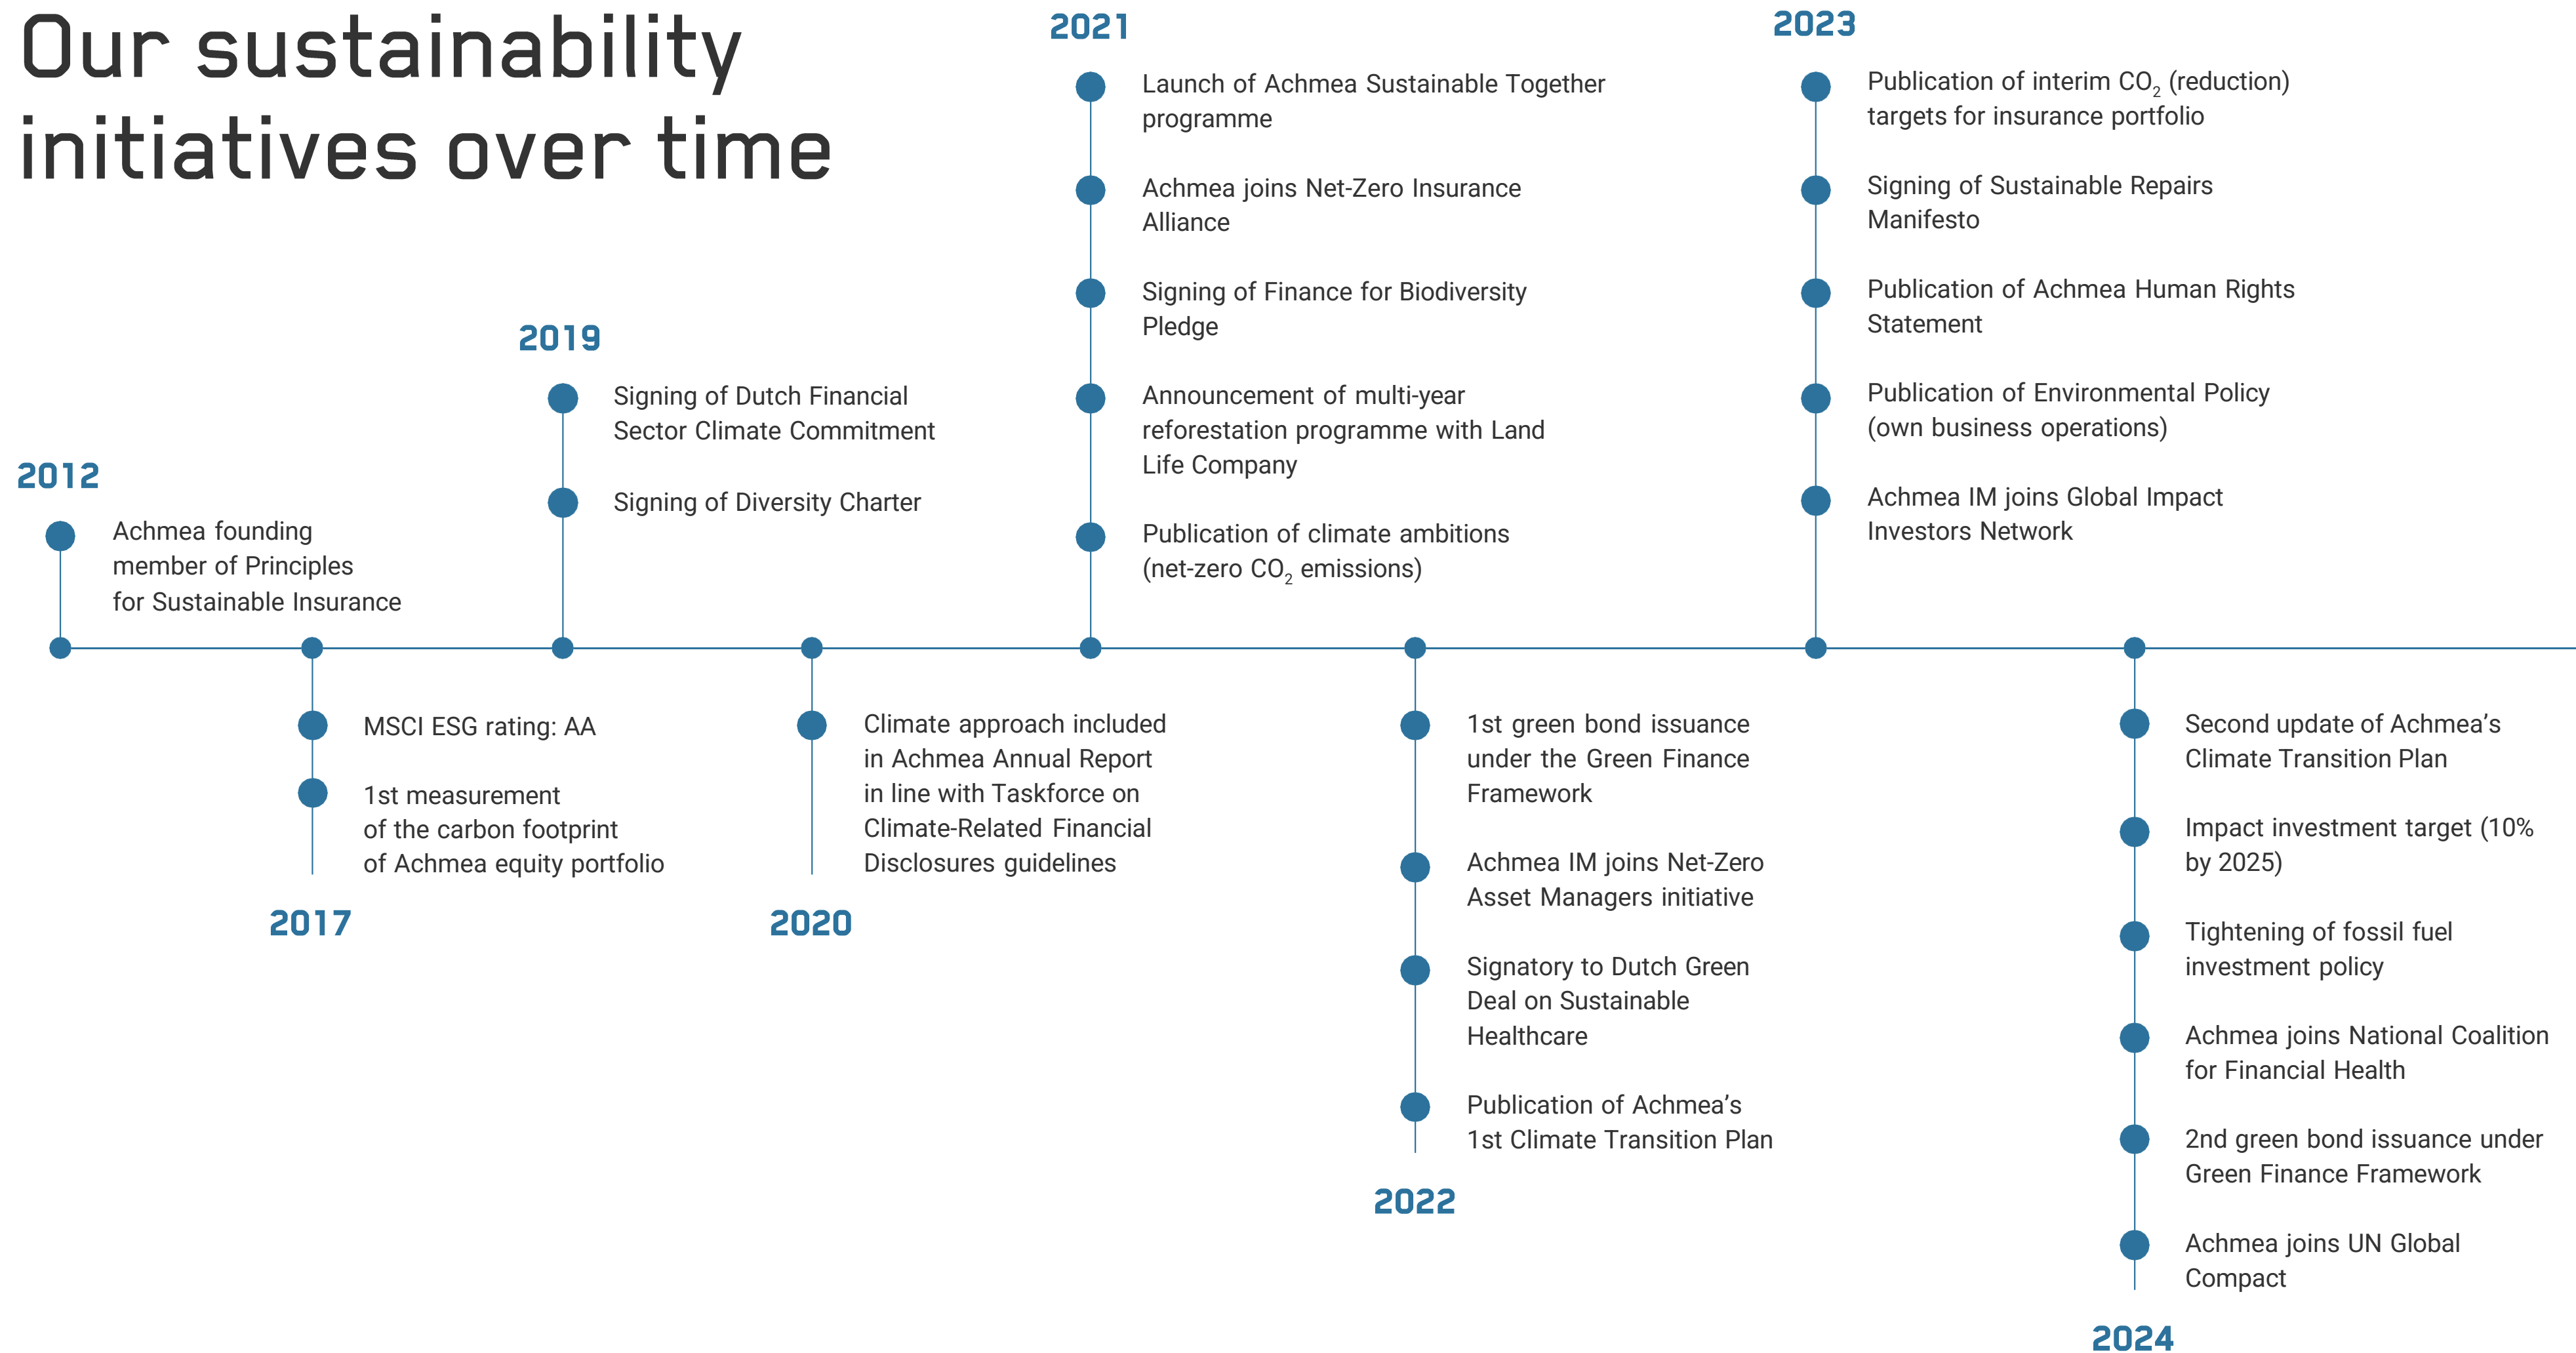 Our sustainability
initiatives over time
2012
Achmea founding
member of Principles
for Sustainable Insurance
MSCI ESG rating: AA
1st measurement
of the carbon footprint
of Achmea equity portfolio
2017
2019
Signing of Dutch Financial
Sector Climate Commitment
Signing of Diversity Charter
Climate approach included
in Achmea Annual Report
in line with Taskforce on
Climate-Related Financial
Disclosures guidelines
2020
2021
Launch of Achmea Sustainable Together
programme
Achmea joins Net-Zero Insurance
Alliance
Signing of Finance for Biodiversity
Pledge
Announcement of multi-year
reforestation programme with Land
Life Company
Publication of climate ambitions
(net-zero CO₂ emissions)
1st green bond issuance
under the Green Finance
Framework
Achmea IM joins Net-Zero
Asset Managers initiative
Signatory to Dutch Green
Deal on Sustainable
Healthcare
Publication of Achmea’s
1st Climate Transition Plan
2022
2023
Publication of interim CO₂ (reduction)
targets for insurance portfolio
Signing of Sustainable Repairs
Manifesto
Publication of Achmea Human Rights
Statement
Publication of Environmental Policy
(own business operations)
Achmea IM joins Global Impact
Investors Network
Second update of Achmea’s
Climate Transition Plan
Impact investment target (10%
by 2025)
Tightening of fossil fuel
investment policy
Achmea joins National Coalition
for Financial Health
2nd green bond issuance under
Green Finance Framework
Achmea joins UN Global
Compact
2024